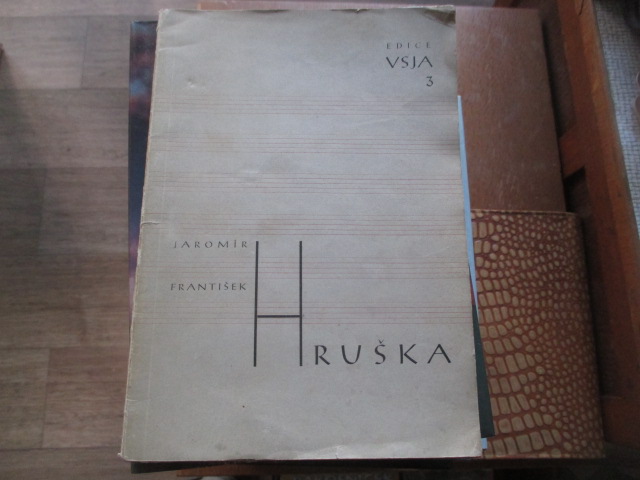 EDICE
VSJA
3
JAROMÍR
FRANTIŠEK
HRUŠKA